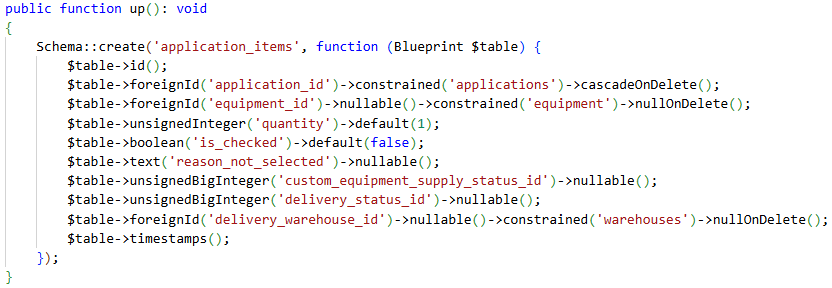 public function up(): void
{
    Schema::create('application_items', function (Blueprint $table) {
        $table->id();
        $table->foreignId('application_id')->constrained('applications')->cascadeOnDelete();
        $table->foreignId('equipment_id')->nullable()->constrained('equipment')->nullOnDelete();
        $table->unsignedInteger('quantity')->default(1);
        $table->boolean('is_checked')->default(false);
        $table->text('reason_not_selected')->nullable();
        $table->unsignedBigInteger('custom_equipment_supply_status_id')->nullable();
        $table->unsignedBigInteger('delivery_status_id')->nullable();
        $table->foreignId('delivery_warehouse_id')->nullable()->constrained('warehouses')->nullOnDelete();
        $table->timestamps();
    });
}